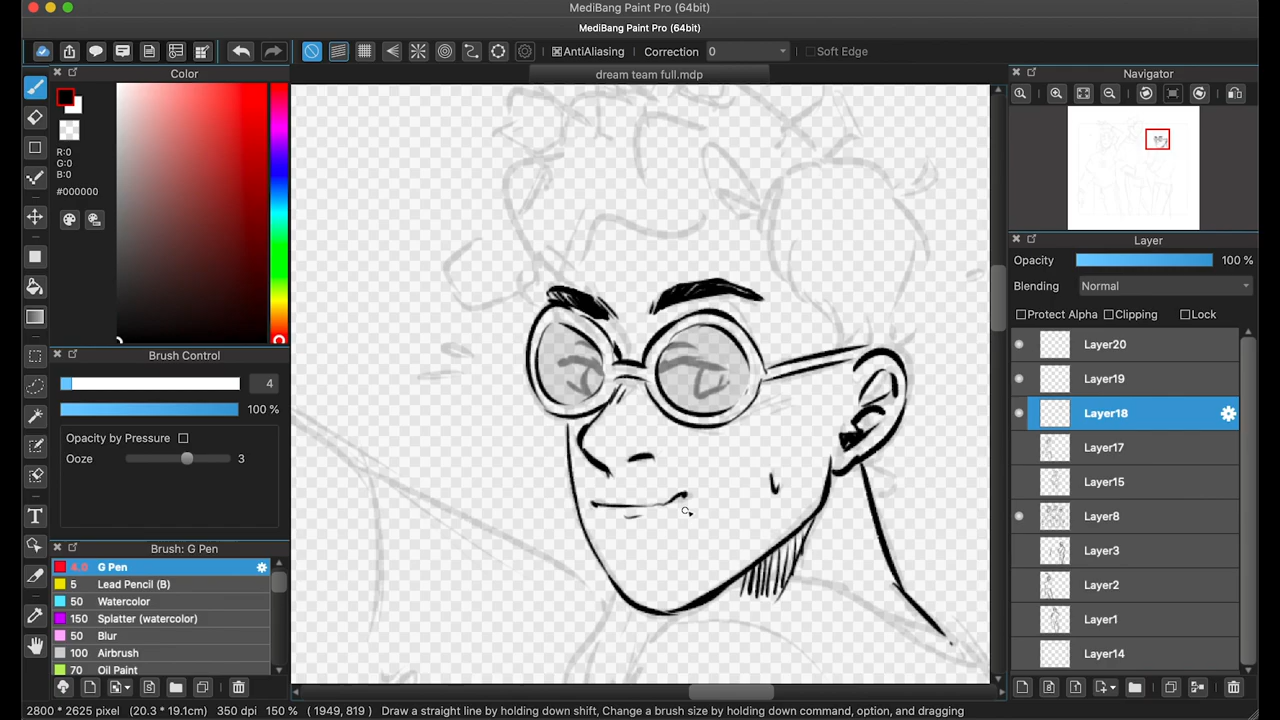 MediBang Paint Pro (64bit)
MediBang Paint Pro (64bit)
AntiAliasing Correction 0 Soft Edge
Color
dream team full.mdp
Navigator
R:0
G:0
B:0
#000000
Brush Control
4
100 %
Opacity by Pressure
Ooze 3
Brush: G Pen
4.0 G Pen
5 Lead Pencil (B)
50 Watercolor
150 Splatter (watercolor)
50 Blur
100 Airbrush
70 Oil Paint
Layer
Opacity 100 %
Blending Normal
Protect Alpha Clipping Lock
Layer20
Layer19
Layer18
Layer17
Layer15
Layer8
Layer3
Layer2
Layer1
Layer14
2800 * 2625 pixel (20.3 * 19.1cm) 350 dpi 150 % ( 1949, 819 ) Draw a straight line by holding down shift, Change a brush size by holding down command, option, and dragging